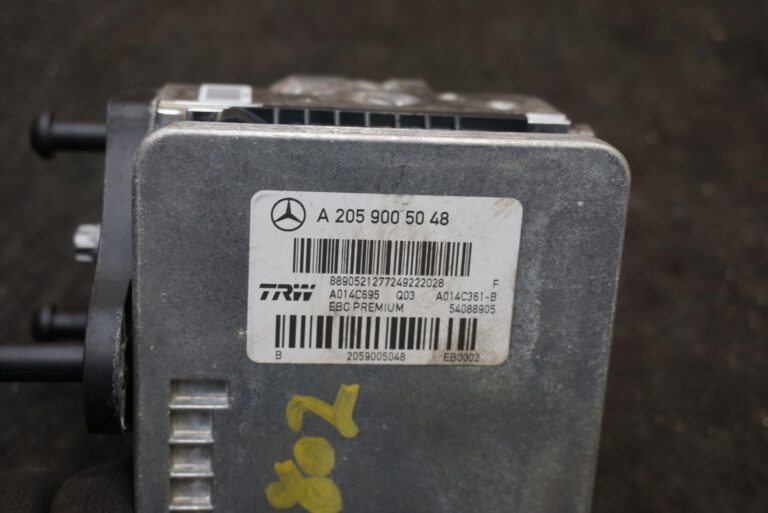 A 205 900 50 48
8890521277249222028 F
TRW A014C695 Q03 A014C361-B
EBC PREMIUM 54088905
B 2059005048 EB0002